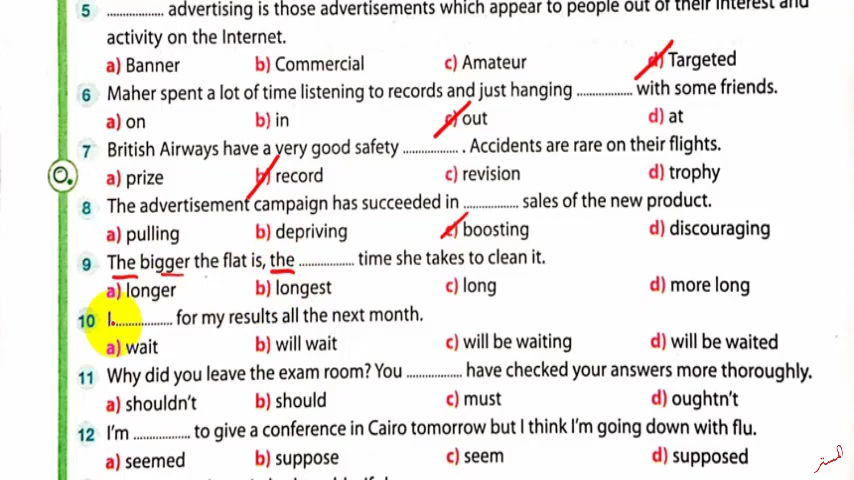 5 .................. advertising is those advertisements which appear to people out of their interest and
activity on the Internet.
a) Banner b) Commercial c) Amateur d) Targeted
6 Maher spent a lot of time listening to records and just hanging ............... with some friends.
a) on b) in c) out d) at
7 British Airways have a very good safety ............... . Accidents are rare on their flights.
a) prize b) record c) revision d) trophy
8 The advertisement campaign has succeeded in ............... sales of the new product.
a) pulling b) depriving c) boosting d) discouraging
9 The bigger the flat is, the ............... time she takes to clean it.
a) longer b) longest c) long d) more long
10 I ............... for my results all the next month.
a) wait b) will wait c) will be waiting d) will be waited
11 Why did you leave the exam room? You ............... have checked your answers more thoroughly.
a) shouldn't b) should c) must d) oughtn't
12 I'm ............... to give a conference in Cairo tomorrow but I think I'm going down with flu.
a) seemed b) suppose c) seem d) supposed
المستر